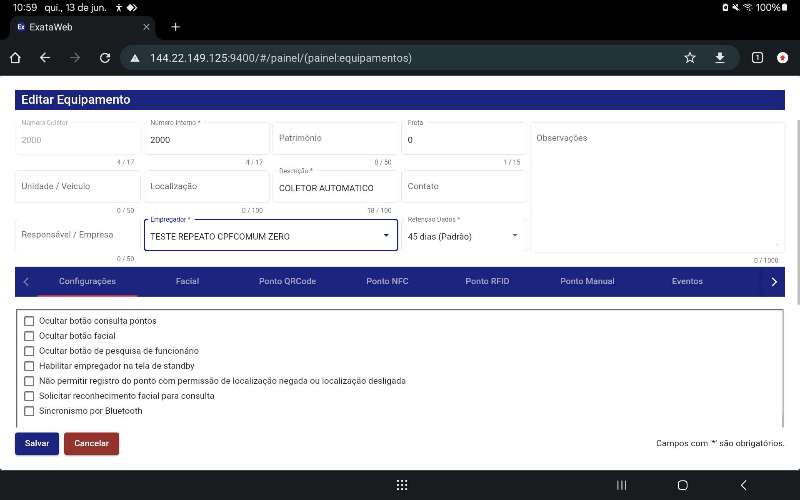 10:59 qui., 13 de jun. 100%
Ex ExataWeb
144.22.149.125:9400/#/painel/(painel:equipamentos) 1
Editar Equipamento
Número Coletor Número Interno * Patrimônio Frota Observações
2000 2000 0
4 / 17 4 / 17 0 / 50 1 / 15
Unidade / Veículo Localização Descrição * Contato
COLETOR AUTOMATICO
0 / 50 0 / 100 18 / 100
Responsável / Empresa Empregador * Retenção Dados *
TESTE REPEATO CPFCOMUM ZERO 45 dias (Padrão)
0 / 50 0 / 1000
Configurações Facial Ponto QRCode Ponto NFC Ponto RFID Ponto Manual Eventos
Ocultar botão consulta pontos
Ocultar botão facial
Ocultar botão de pesquisa de funcionário
Habilitar empregador na tela de standby
Não permitir registro do ponto com permissão de localização negada ou localização desligada
Solicitar reconhecimento facial para consulta
Sincronismo por Bluetooth
Salvar Cancelar Campos com '*' são obrigatórios.